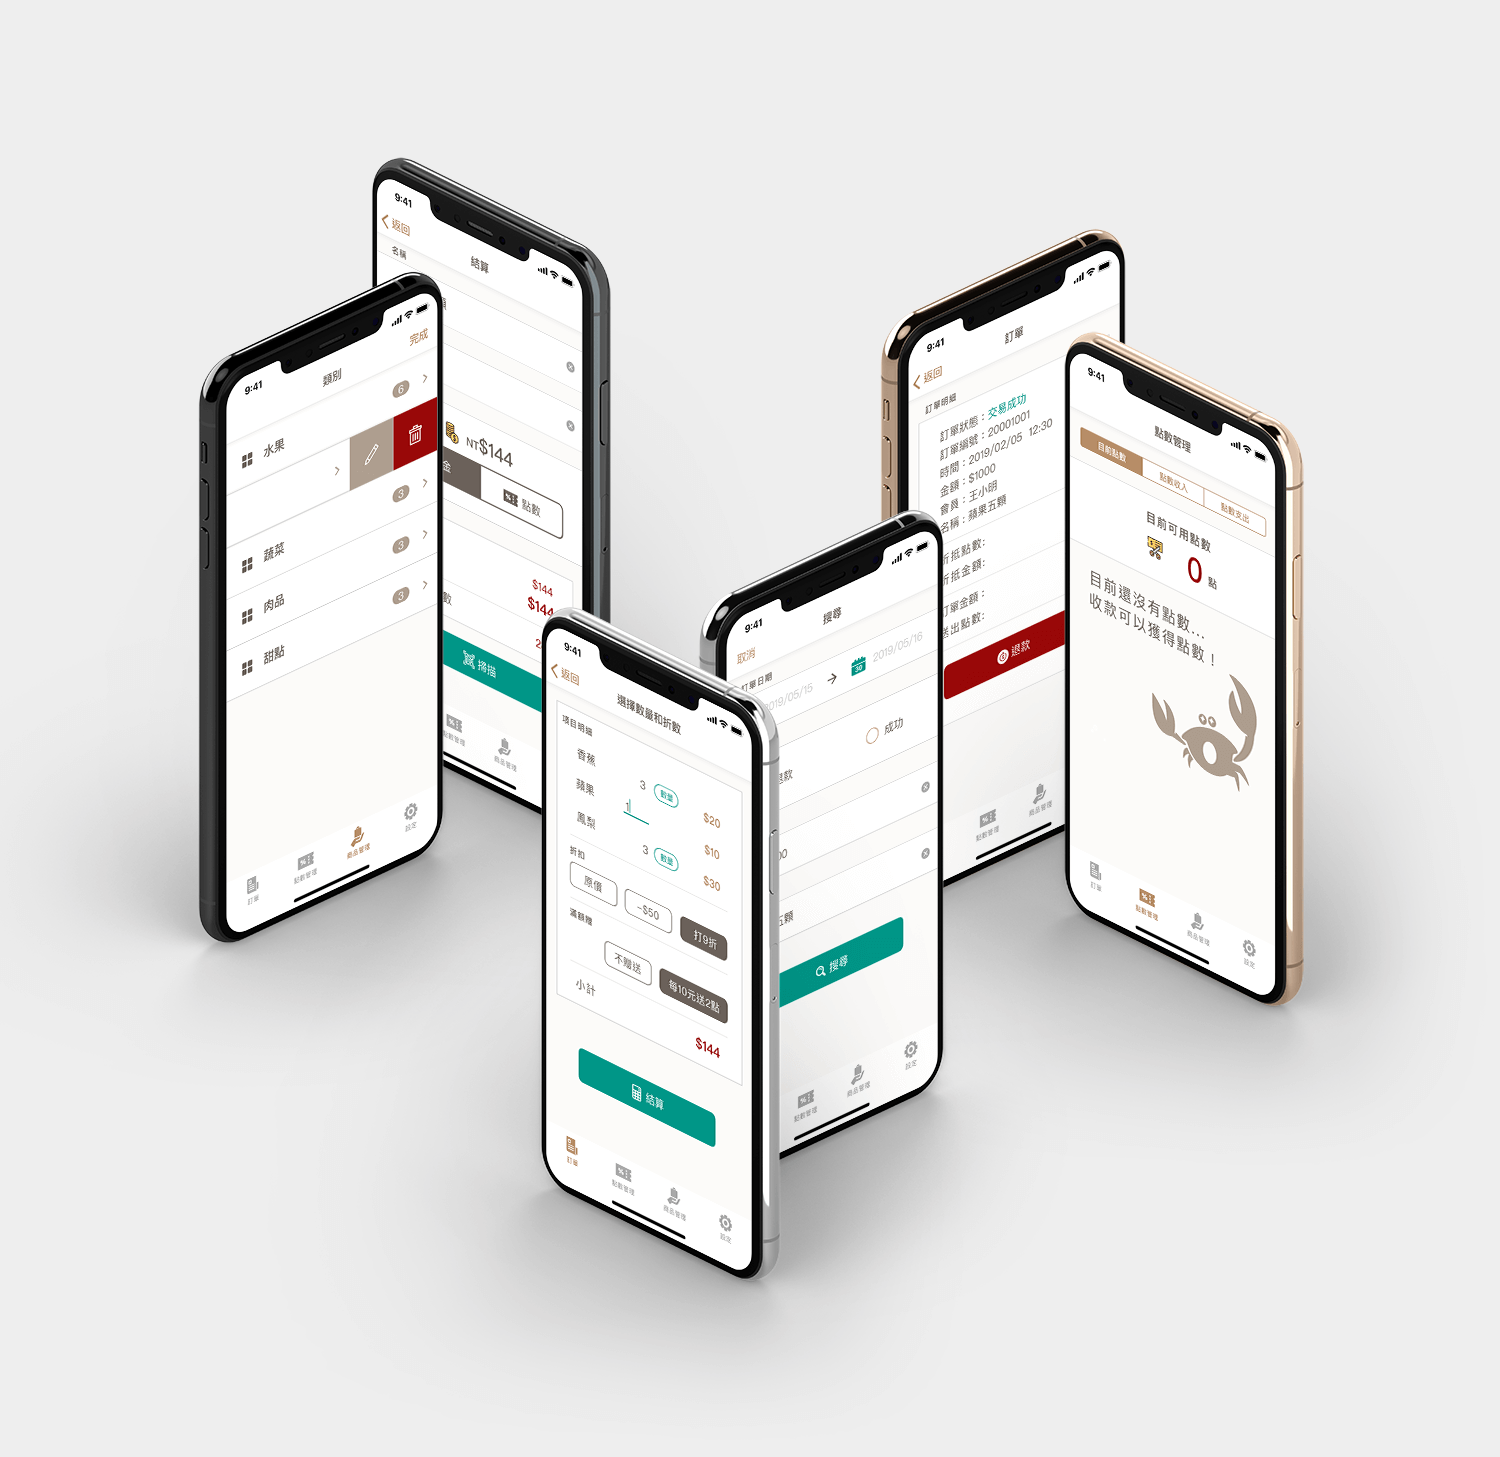 9:41
返回
結算
名稱
NT$144
金
點數
$144
數
$144
掃描
點數管理
商品管理
9:41
完成
類別
6
水果
3
蔬菜
3
肉品
3
甜點
訂單
點數管理
商品管理
設定
9:41
返回
選擇數量和折數
項目明細
香蕉
3 數量 $20
蘋果
1 $10
鳳梨
3 數量 $30
折扣
原價
-$50
打9折
滿額贈
不贈送
每10元送2點
小計
$144
結算
訂單
點數管理
商品管理
設定
9:41
搜尋
取消
訂單日期
2019/05/15
2019/05/16
成功
退款
五顆
搜尋
點數管理
商品管理
設定
9:41
訂單
返回
訂單明細
訂單狀態：交易成功
訂單編號：20001001
時間：2019/02/05 12:30
金額：$1000
會員：王小明
名稱：蘋果五顆
折抵點數:
折抵金額:
訂單金額：
送出點數:
退款
點數管理
商品管理
9:41
點數管理
目前點數
點數收入
點數支出
目前可用點數
0 點
目前還沒有點數...
收款可以獲得點數！
訂單
點數管理
商品管理
設定